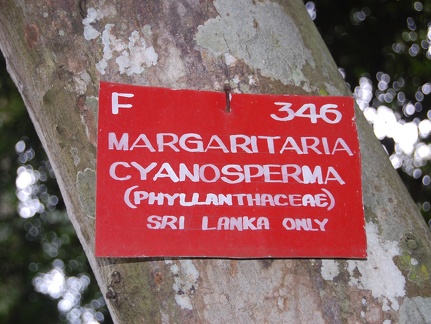 F 346
MARGARITARIA
CYANOSPERMA
(PHYLLANTHACEAE)
SRI LANKA ONLY